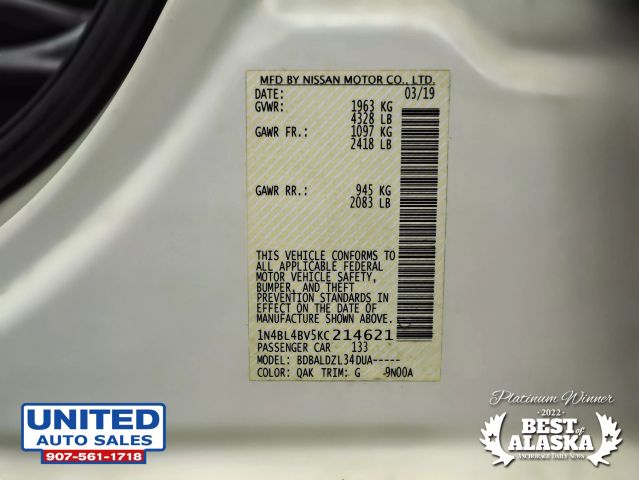 MFD BY NISSAN MOTOR CO., LTD.
DATE: 03/19
GVWR: 1963 KG
4328 LB
GAWR FR.: 1097 KG
2418 LB
GAWR RR.: 945 KG
2083 LB
THIS VEHICLE CONFORMS TO
ALL APPLICABLE FEDERAL
MOTOR VEHICLE SAFETY,
BUMPER, AND THEFT
PREVENTION STANDARDS IN
EFFECT ON THE DATE OF
MANUFACTURE SHOWN ABOVE.
1N4BL4BV5KC214621
PASSENGER CAR 133
MODEL: BDBALDZL34DUA-----
COLOR: QAK TRIM: G -9N00A
UNITED
AUTO SALES
907-561-1718
Platinum Winner
-2022-
BEST of
ALASKA
ANCHORAGE DAILY NEWS